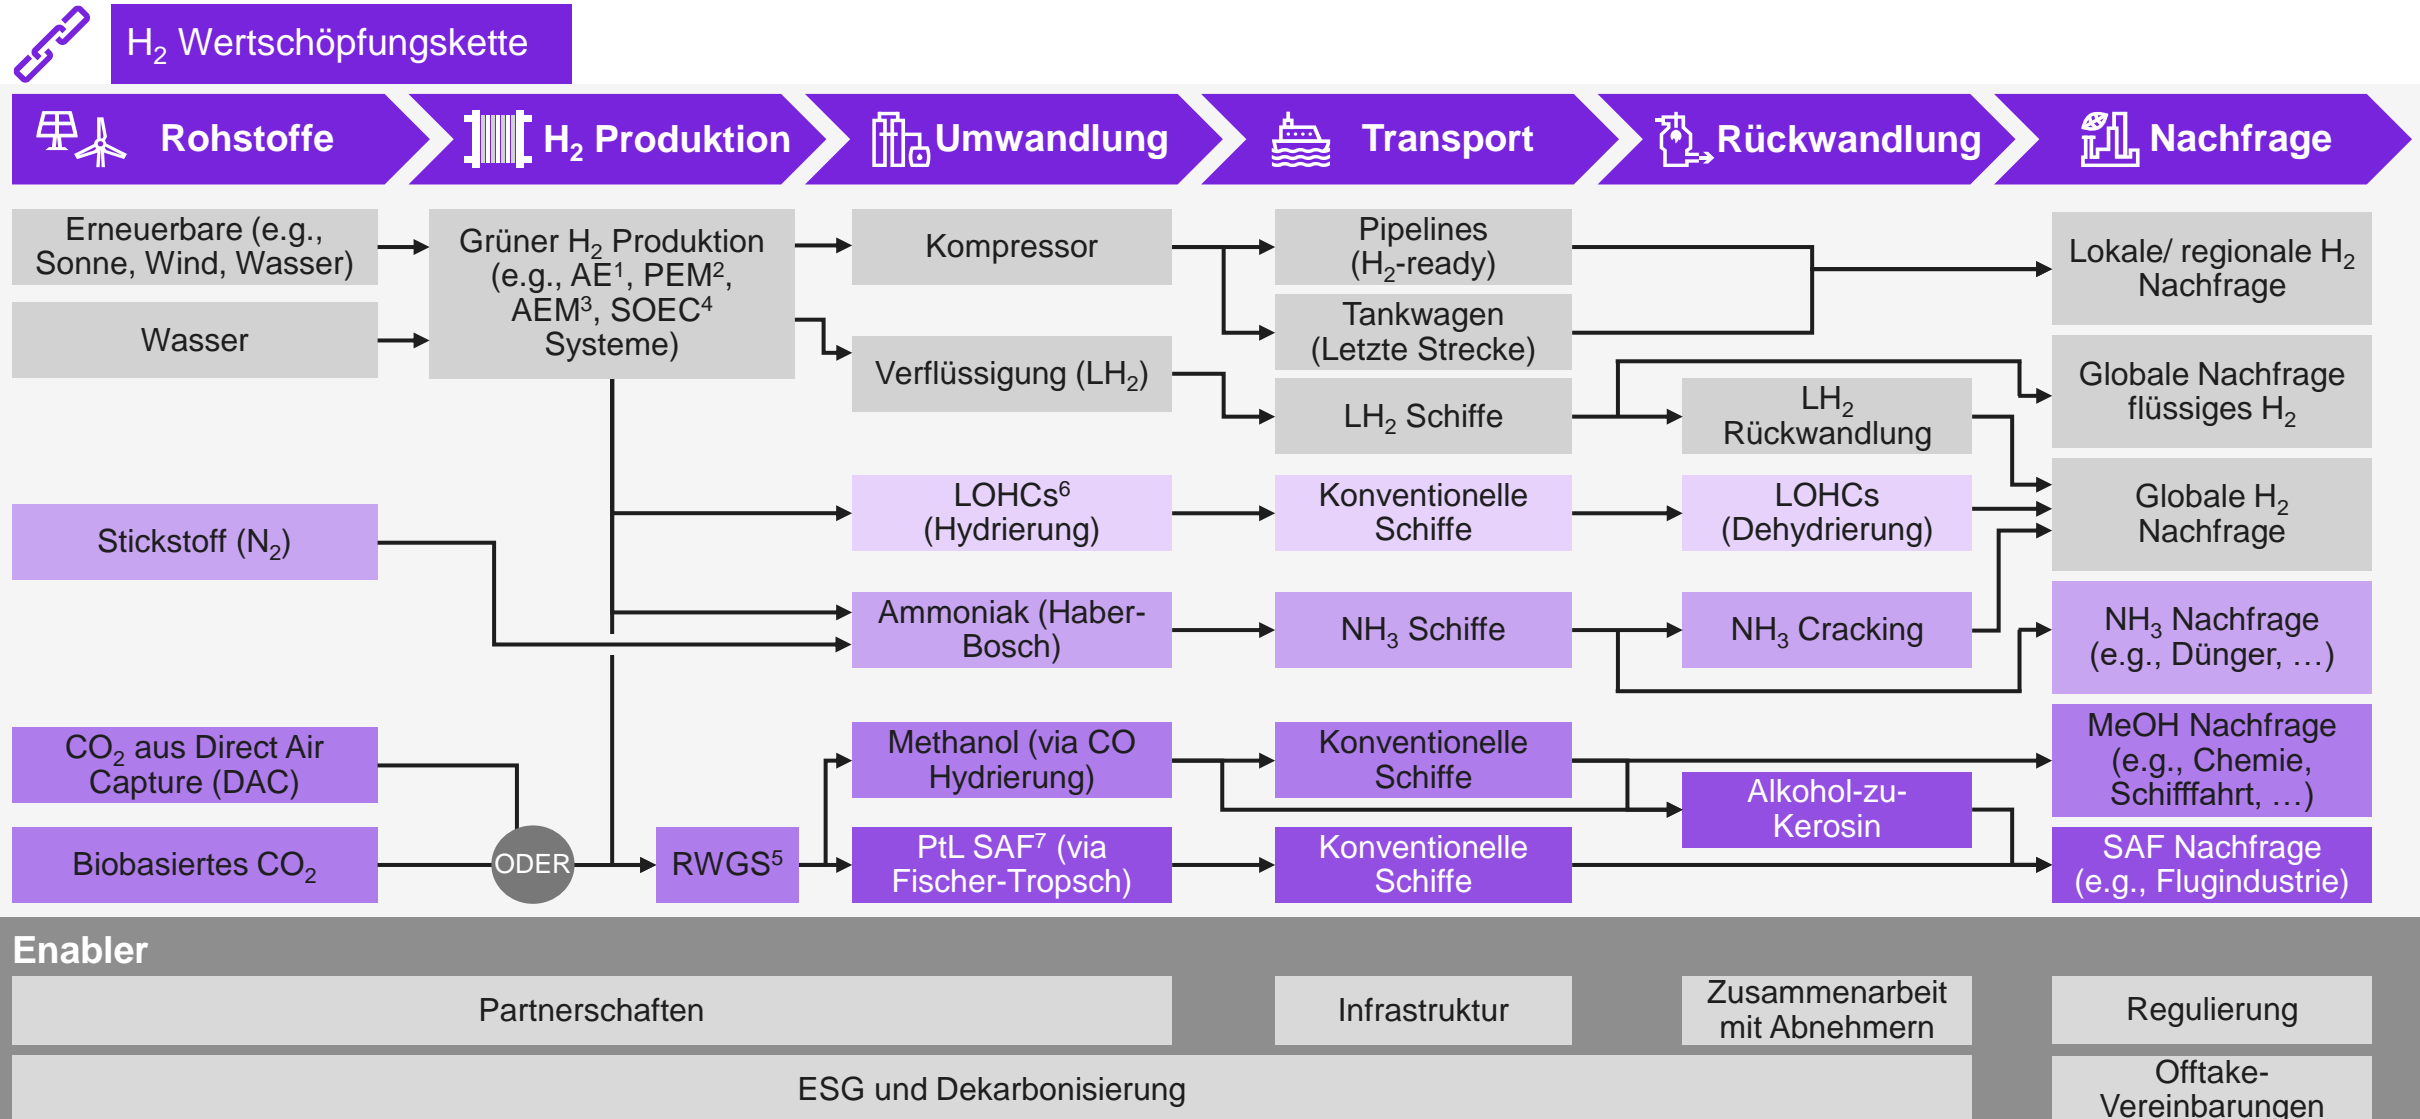 H₂ Wertschöpfungskette
Rohstoffe
H₂ Produktion
Umwandlung
Transport
Rückwandlung
Nachfrage
Erneuerbare (e.g.,
Sonne, Wind, Wasser)
Wasser
Stickstoff (N₂)
CO₂ aus Direct Air
Capture (DAC)
Biobasiertes CO₂
ODER
Grüner H₂ Produktion
(e.g., AE¹, PEM²,
AEM³, SOEC⁴
Systeme)
RWGS⁵
Kompressor
Verflüssigung (LH₂)
LOHCs⁶
(Hydrierung)
Ammoniak (Haber-
Bosch)
Methanol (via CO
Hydrierung)
PtL SAF⁷ (via
Fischer-Tropsch)
Pipelines
(H₂-ready)
Tankwagen
(Letzte Strecke)
LH₂ Schiffe
Konventionelle
Schiffe
NH₃ Schiffe
Konventionelle
Schiffe
Konventionelle
Schiffe
LH₂
Rückwandlung
LOHCs
(Dehydrierung)
NH₃ Cracking
Alkohol-zu-
Kerosin
Lokale/ regionale H₂
Nachfrage
Globale Nachfrage
flüssiges H₂
Globale H₂
Nachfrage
NH₃ Nachfrage
(e.g., Dünger, …)
MeOH Nachfrage
(e.g., Chemie,
Schifffahrt, …)
SAF Nachfrage
(e.g., Flugindustrie)
Enabler
Partnerschaften
Infrastruktur
Zusammenarbeit
mit Abnehmern
Regulierung
ESG und Dekarbonisierung
Offtake-
Vereinbarungen